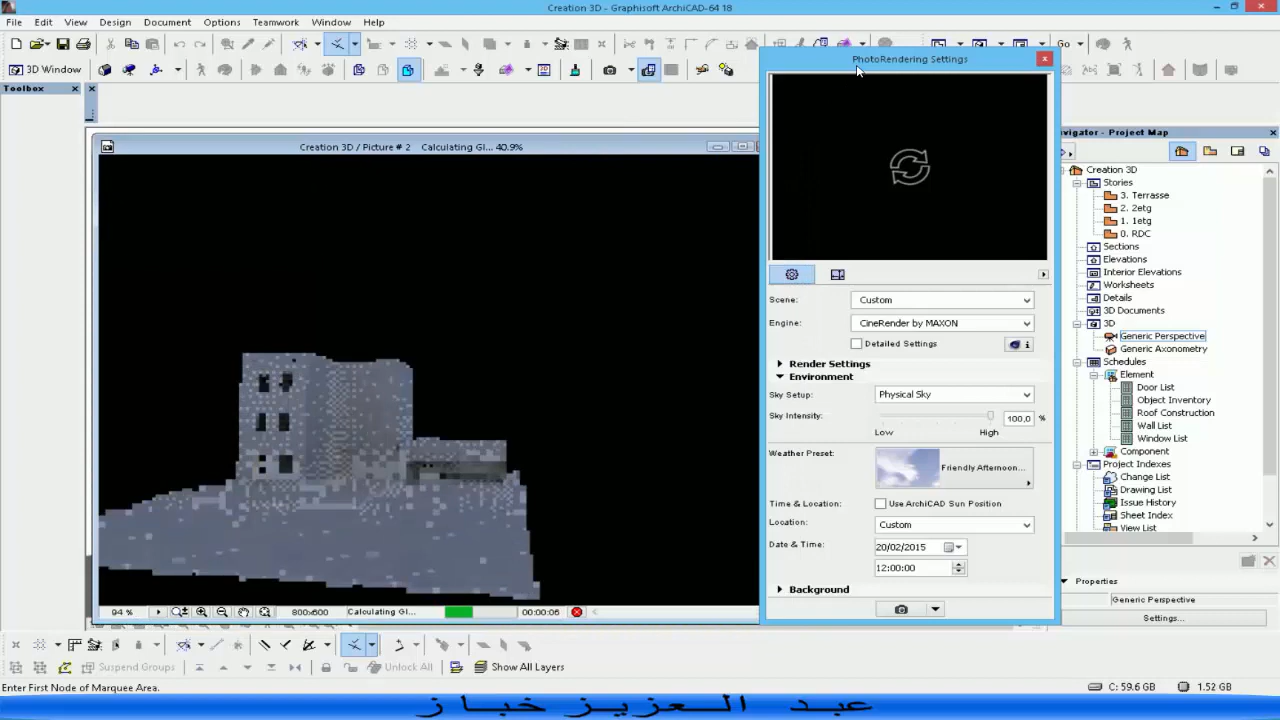 Creation 3D - Graphisoft ArchiCAD-64 18
File Edit View Design Document Options Teamwork Window Help
Go
3D Window
PhotoRendering Settings
Toolbox
Creation 3D / Picture # 2 Calculating GI... 40.9%
vigator - Project Map
Creation 3D
Stories
3. Terrasse
2. 2etg
1. 1etg
0. RDC
Sections
Elevations
Interior Elevations
Worksheets
Details
3D Documents
3D
Generic Perspective
Generic Axonometry
Schedules
Element
Door List
Object Inventory
Roof Construction
Wall List
Window List
Component
Project Indexes
Change List
Drawing List
Issue History
Sheet Index
View List
Properties
Generic Perspective
Settings...
Scene: Custom
Engine: CineRender by MAXON
Detailed Settings
Render Settings
Environment
Sky Setup: Physical Sky
Sky Intensity: 100,0 %
Low High
Weather Preset: Friendly Afternoon...
Time & Location: Use ArchiCAD Sun Position
Location: Custom
Date & Time: 20/02/2015
12:00:00
Background
94 % 800x600 Calculating GI... 00:00:06
Suspend Groups Unlock All Show All Layers
Enter First Node of Marquee Area. C: 59.6 GB 1.52 GB
عبد العزيز خباز